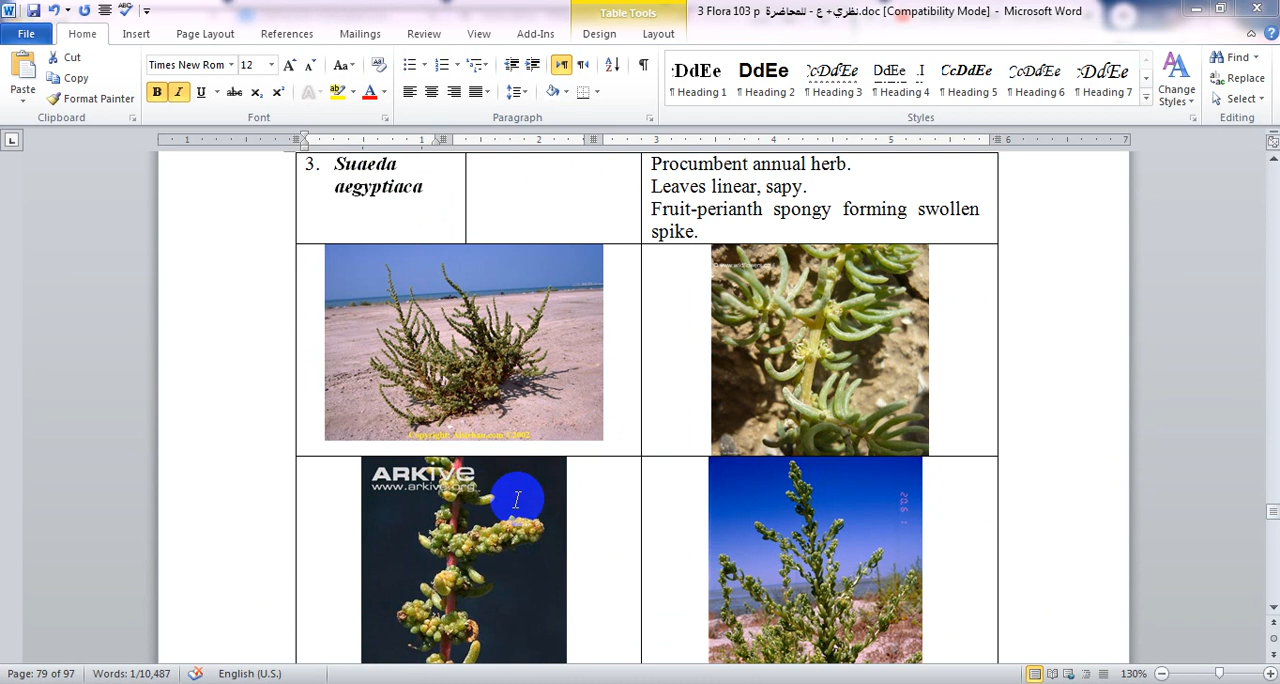 3 Flora 103 p نظري+ ع - للمحاضرة.doc [Compatibility Mode] - Microsoft Word
Table Tools
File Home Insert Page Layout References Mailings Review View Add-Ins Design Layout
Cut
Copy
Format Painter
Paste
Times New Rom 12
Clipboard
Font
Paragraph
Styles
Editing
¶ Heading 1 ¶ Heading 2 ¶ Heading 3 ¶ Heading 4 ¶ Heading 5 ¶ Heading 6 ¶ Heading 7
Change
Styles
Find
Replace
Select
3. Suaeda
aegyptiaca
Procumbent annual herb.
Leaves linear, sapy.
Fruit-perianth spongy forming swollen
spike.
ARKive
www.arkive.org
Page: 79 of 97 Words: 1/10,487 English (U.S.) 130%